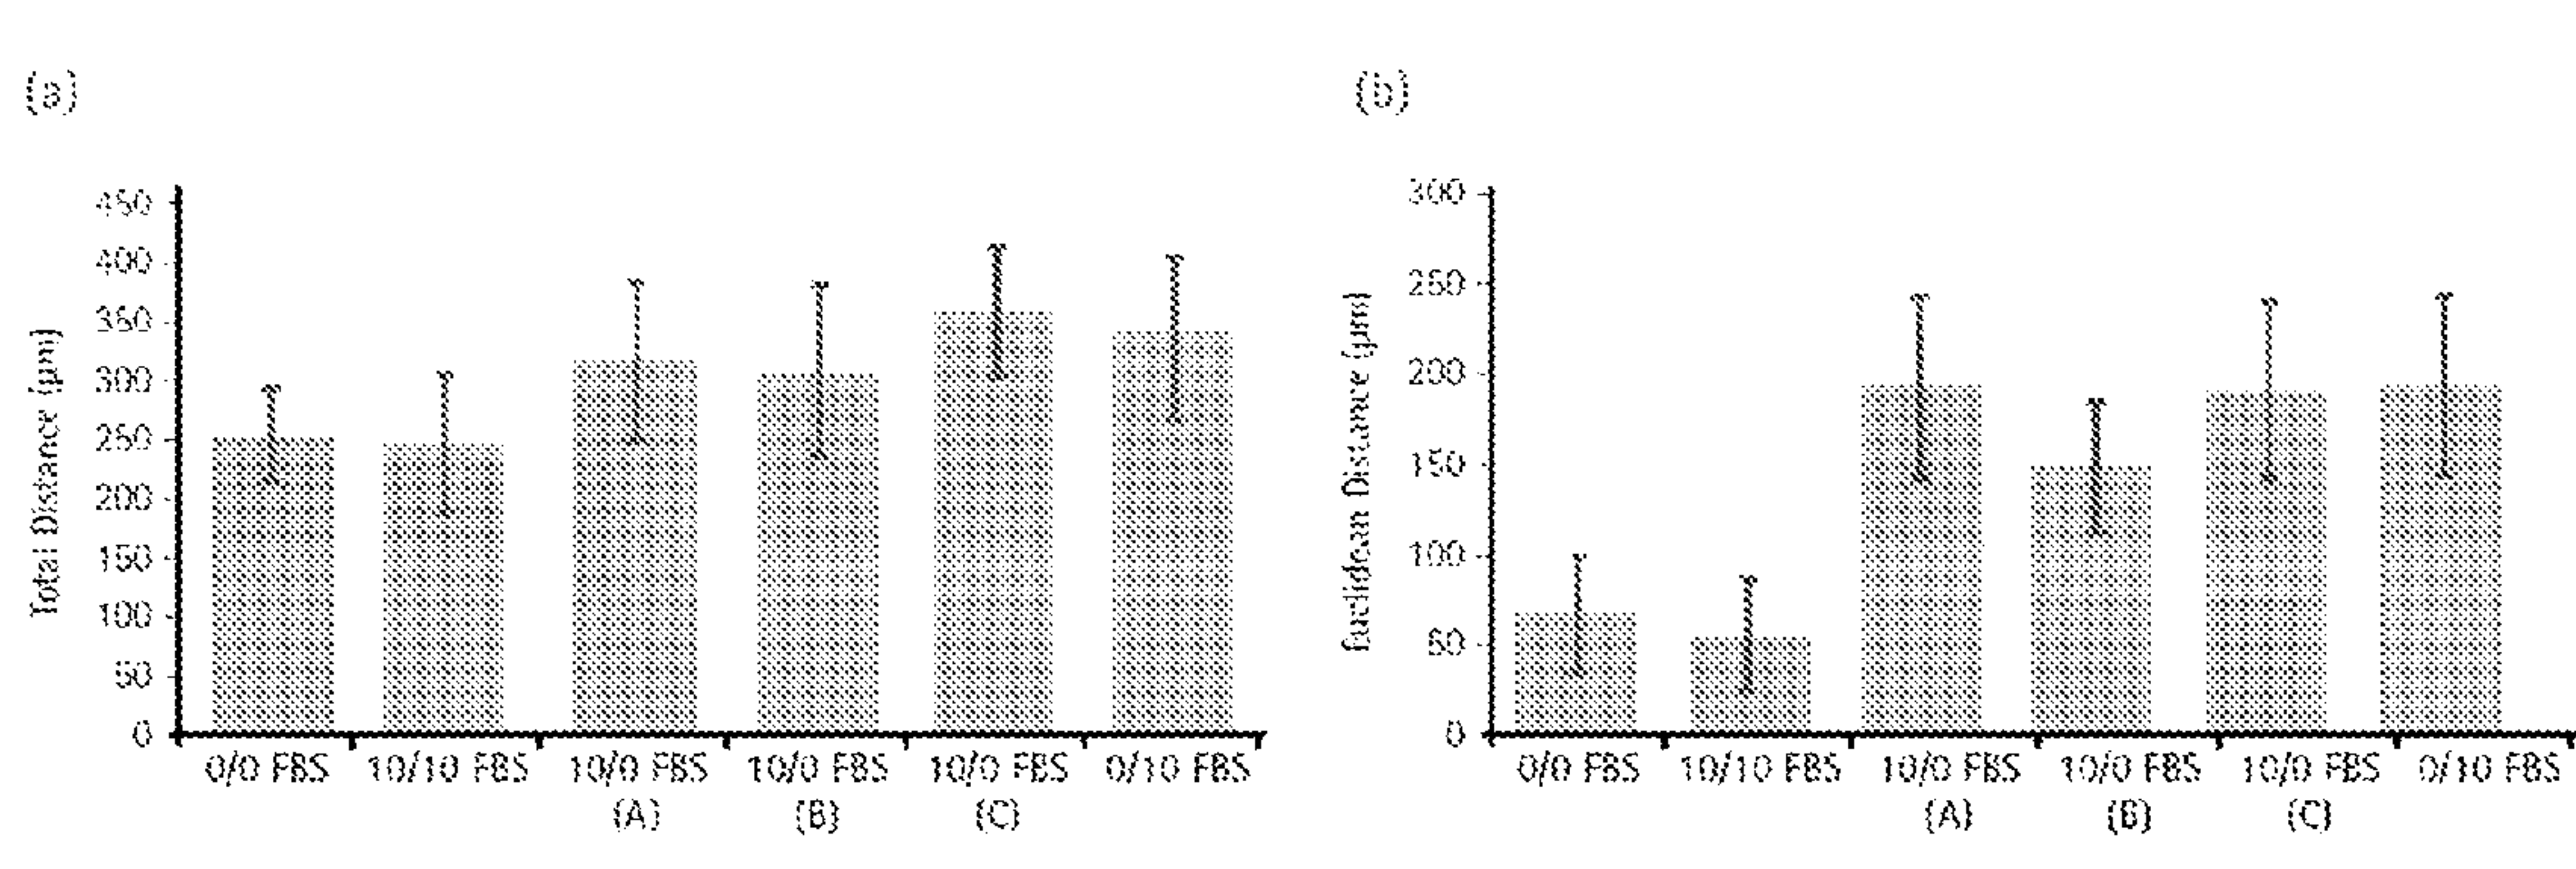 (a)
Total Distance (µm)
450
400
350
300
250
200
150
100
50
0
0/0 FBS 10/10 FBS 10/0 FBS 10/0 FBS 10/0 FBS 0/10 FBS
(A) (B) (C)
(b)
Euclidean Distance (µm)
300
250
200
150
100
50
0
0/0 FBS 10/10 FBS 10/0 FBS 10/0 FBS 10/0 FBS 0/10 FBS
(A) (B) (C)